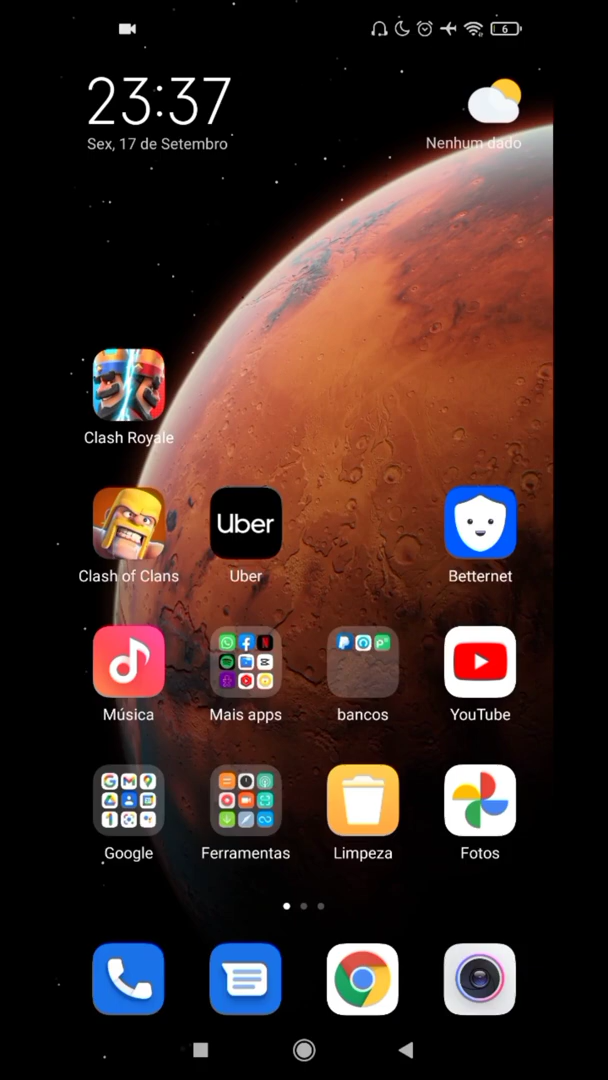 6
23:37
Sex, 17 de Setembro
Nenhum dado
Clash Royale
Uber
Clash of Clans
Uber
Betternet
Música
Mais apps
bancos
YouTube
Google
Ferramentas
Limpeza
Fotos